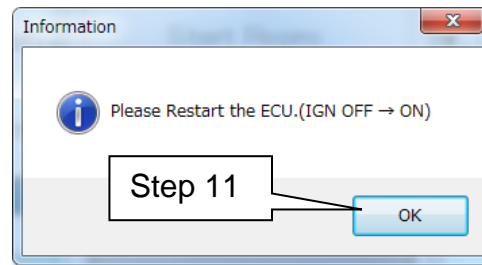 Information
Please Restart the ECU.(IGN OFF → ON)
Step 11
OK